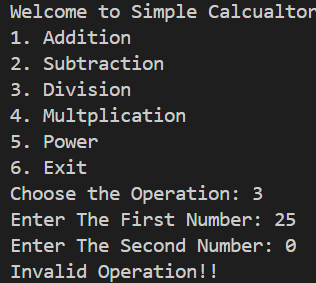 Welcome to Simple Calcualtor
1. Addition
2. Subtraction
3. Division
4. Multplication
5. Power
6. Exit
Choose the Operation: 3
Enter The First Number: 25
Enter The Second Number: 0
Invalid Operation!!